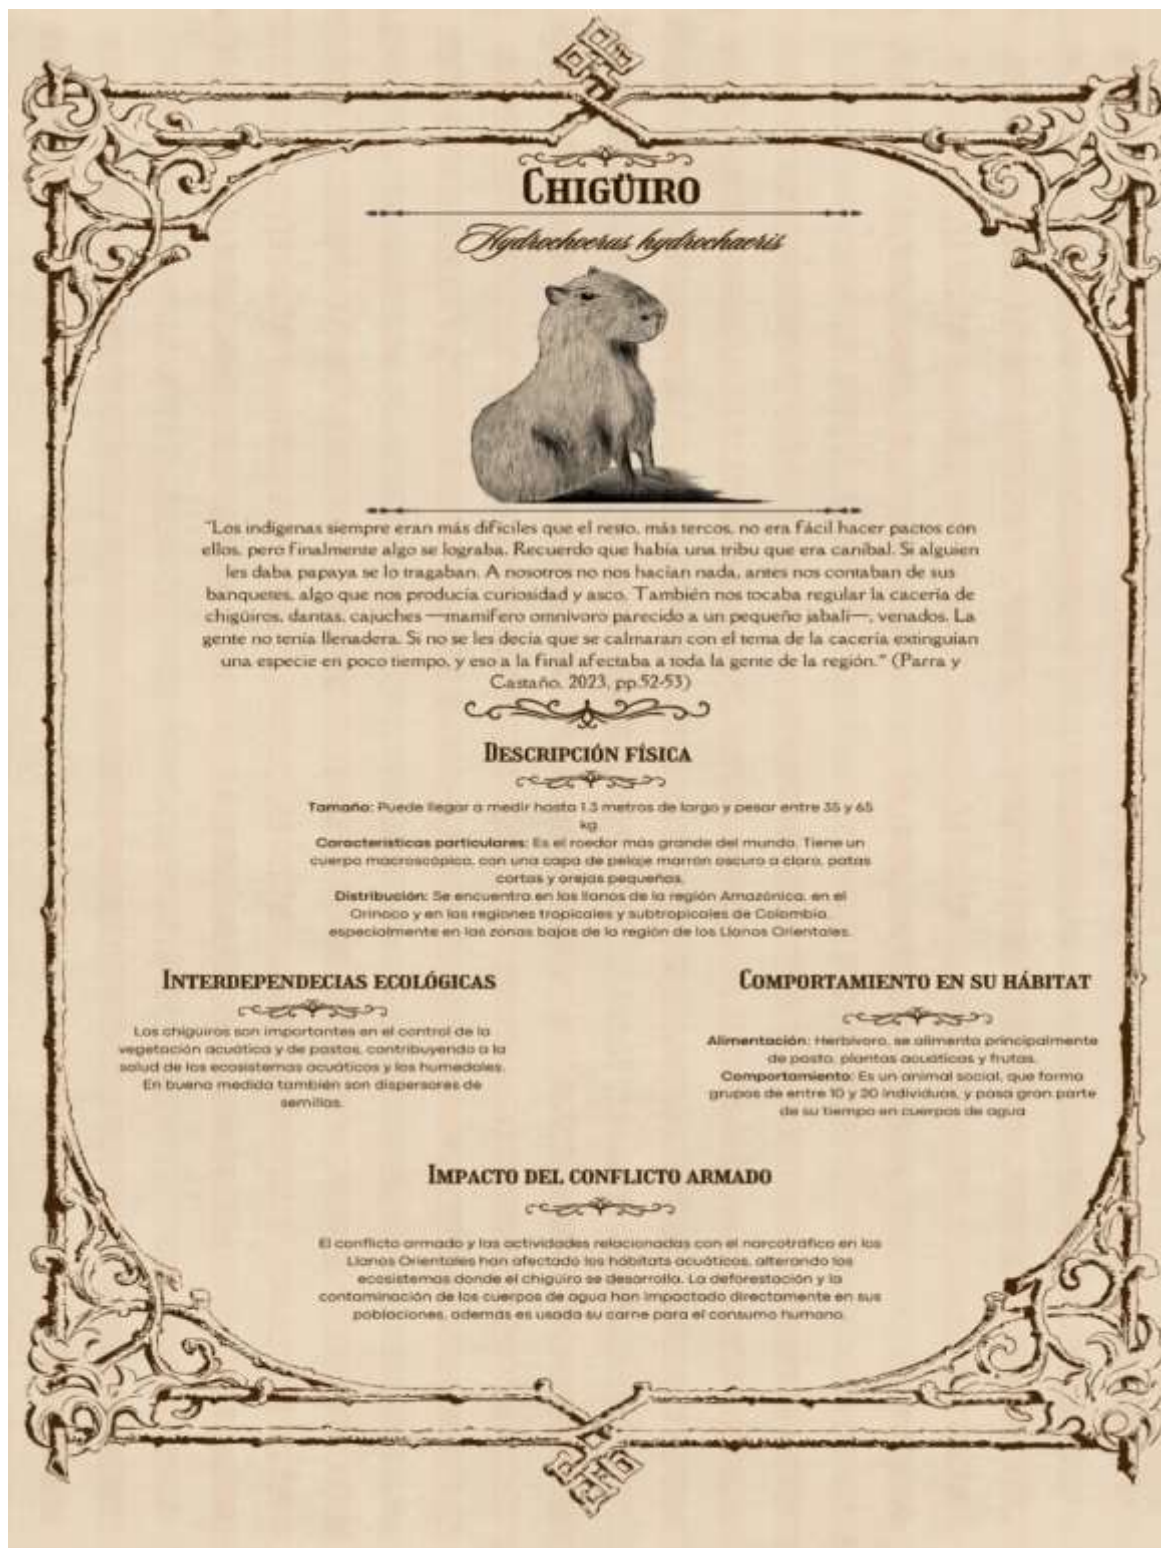 CHIGÜIRO
Hydrochoerus hydrochaeris
"Los indígenas siempre eran más difíciles que el resto, más tercos, no era fácil hacer pactos con
ellos, pero finalmente algo se lograba. Recuerdo que había una tribu que era caníbal. Si alguien
les daba papaya se lo tragaban. A nosotros no nos hacían nada, antes nos contaban de sus
banquetes, algo que nos producía curiosidad y asco. También nos tocaba regular la cacería de
chigüiros, dantas, cajuches —mamífero omnívoro parecido a un pequeño jabalí—, venados. La
gente no tenía llenadera. Si no se les decía que se calmaran con el tema de la cacería extinguían
una especie en poco tiempo, y eso a la final afectaba a toda la gente de la región." (Parra y
Castaño, 2023, pp.52-53)
DESCRIPCIÓN FÍSICA
Tamaño: Puede llegar a medir hasta 1.3 metros de largo y pesar entre 35 y 65
kg
Características particulares: Es el roedor más grande del mundo. Tiene un
cuerpo macroscópico, con una capa de pelaje marrón oscuro a claro, patas
cortas y orejas pequeñas.
Distribución: Se encuentra en los llanos de la región Amazónica, en el
Orinoco y en las regiones tropicales y subtropicales de Colombia,
especialmente en las zonas bajas de la región de los Llanos Orientales.
INTERDEPENDECIAS ECOLÓGICAS
Los chigüiros son importantes en el control de la
vegetación acuática y de pastos, contribuyendo a la
salud de los ecosistemas acuáticos y los humedales.
En buena medida también son dispersores de
semillas.
COMPORTAMIENTO EN SU HÁBITAT
Alimentación: Herbívoro, se alimenta principalmente
de pasto, plantas acuáticas y frutas.
Comportamiento: Es un animal social, que forma
grupos de entre 10 y 20 individuos, y pasa gran parte
de su tiempo en cuerpos de agua
IMPACTO DEL CONFLICTO ARMADO
El conflicto armado y las actividades relacionadas con el narcotráfico en los
Llanos Orientales han afectado los hábitats acuáticos, alterando los
ecosistemas donde el chigüiro se desarrolla. La deforestación y la
contaminación de los cuerpos de agua han impactado directamente en sus
poblaciones, además es usada su carne para el consumo humano.